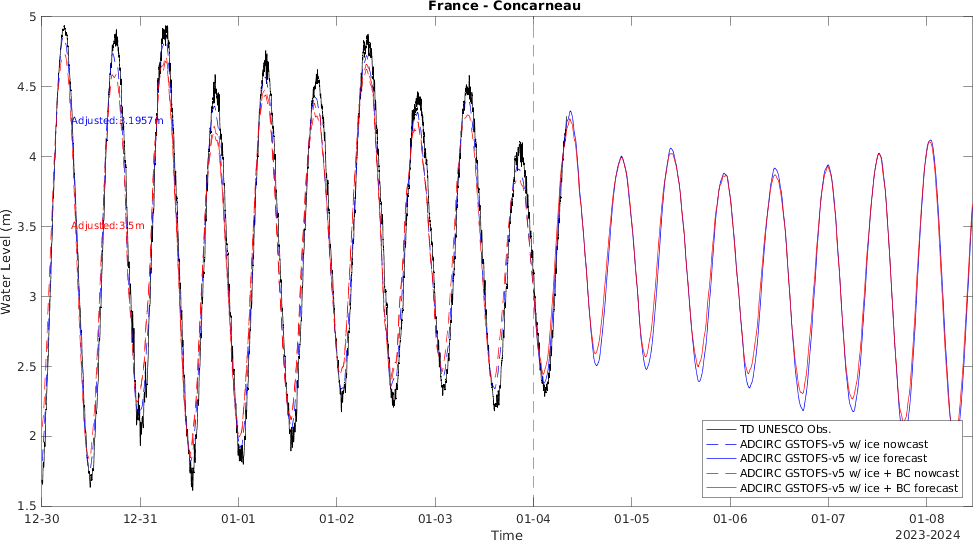 France - Concarneau
Water Level (m)
5
4.5
4
3.5
3
2.5
2
1.5
Adjusted:3.1957m
Adjusted:3.5m
TD UNESCO Obs.
ADCIRC GSTOFS-v5 w/ ice nowcast
ADCIRC GSTOFS-v5 w/ ice forecast
ADCIRC GSTOFS-v5 w/ ice + BC nowcast
ADCIRC GSTOFS-v5 w/ ice + BC forecast
12-30 12-31 01-01 01-02 01-03 01-04 01-05 01-06 01-07 01-08
Time
2023-2024